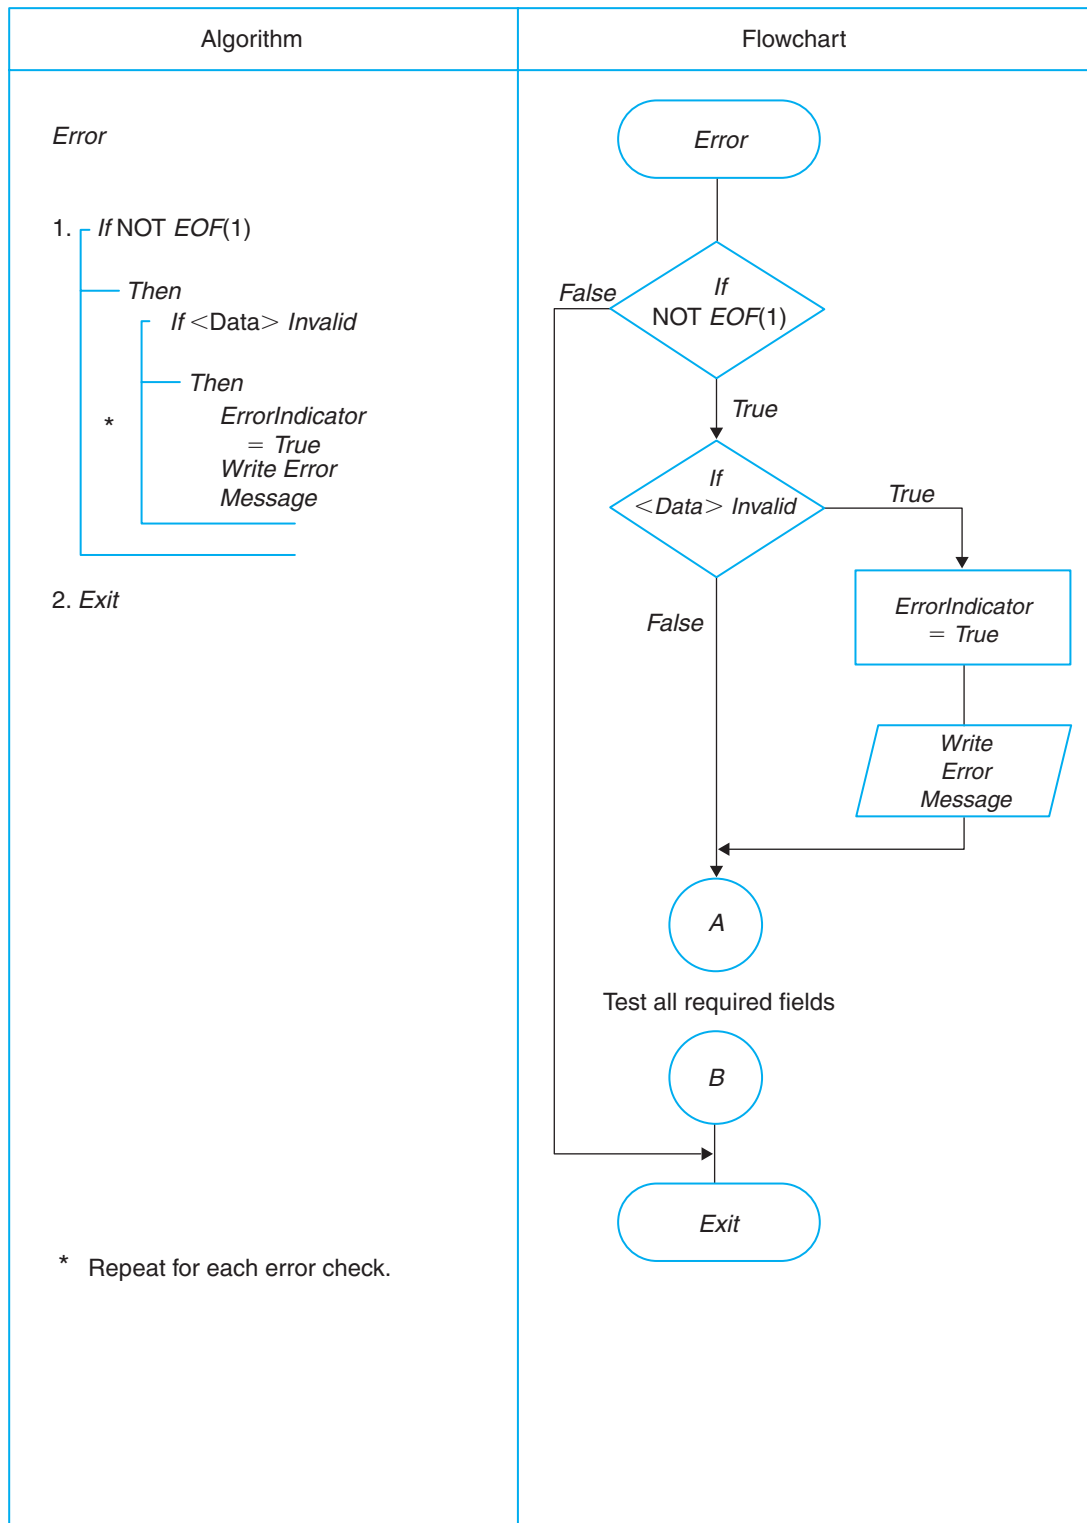 Algorithm
Flowchart
Error
1. If NOT EOF(1)
Then
If <Data> Invalid
Then
*
ErrorIndicator
= True
Write Error
Message
2. Exit
* Repeat for each error check.
Error
If
NOT EOF(1)
False
True
If
<Data> Invalid
True
False
ErrorIndicator
= True
Write
Error
Message
A
Test all required fields
B
Exit